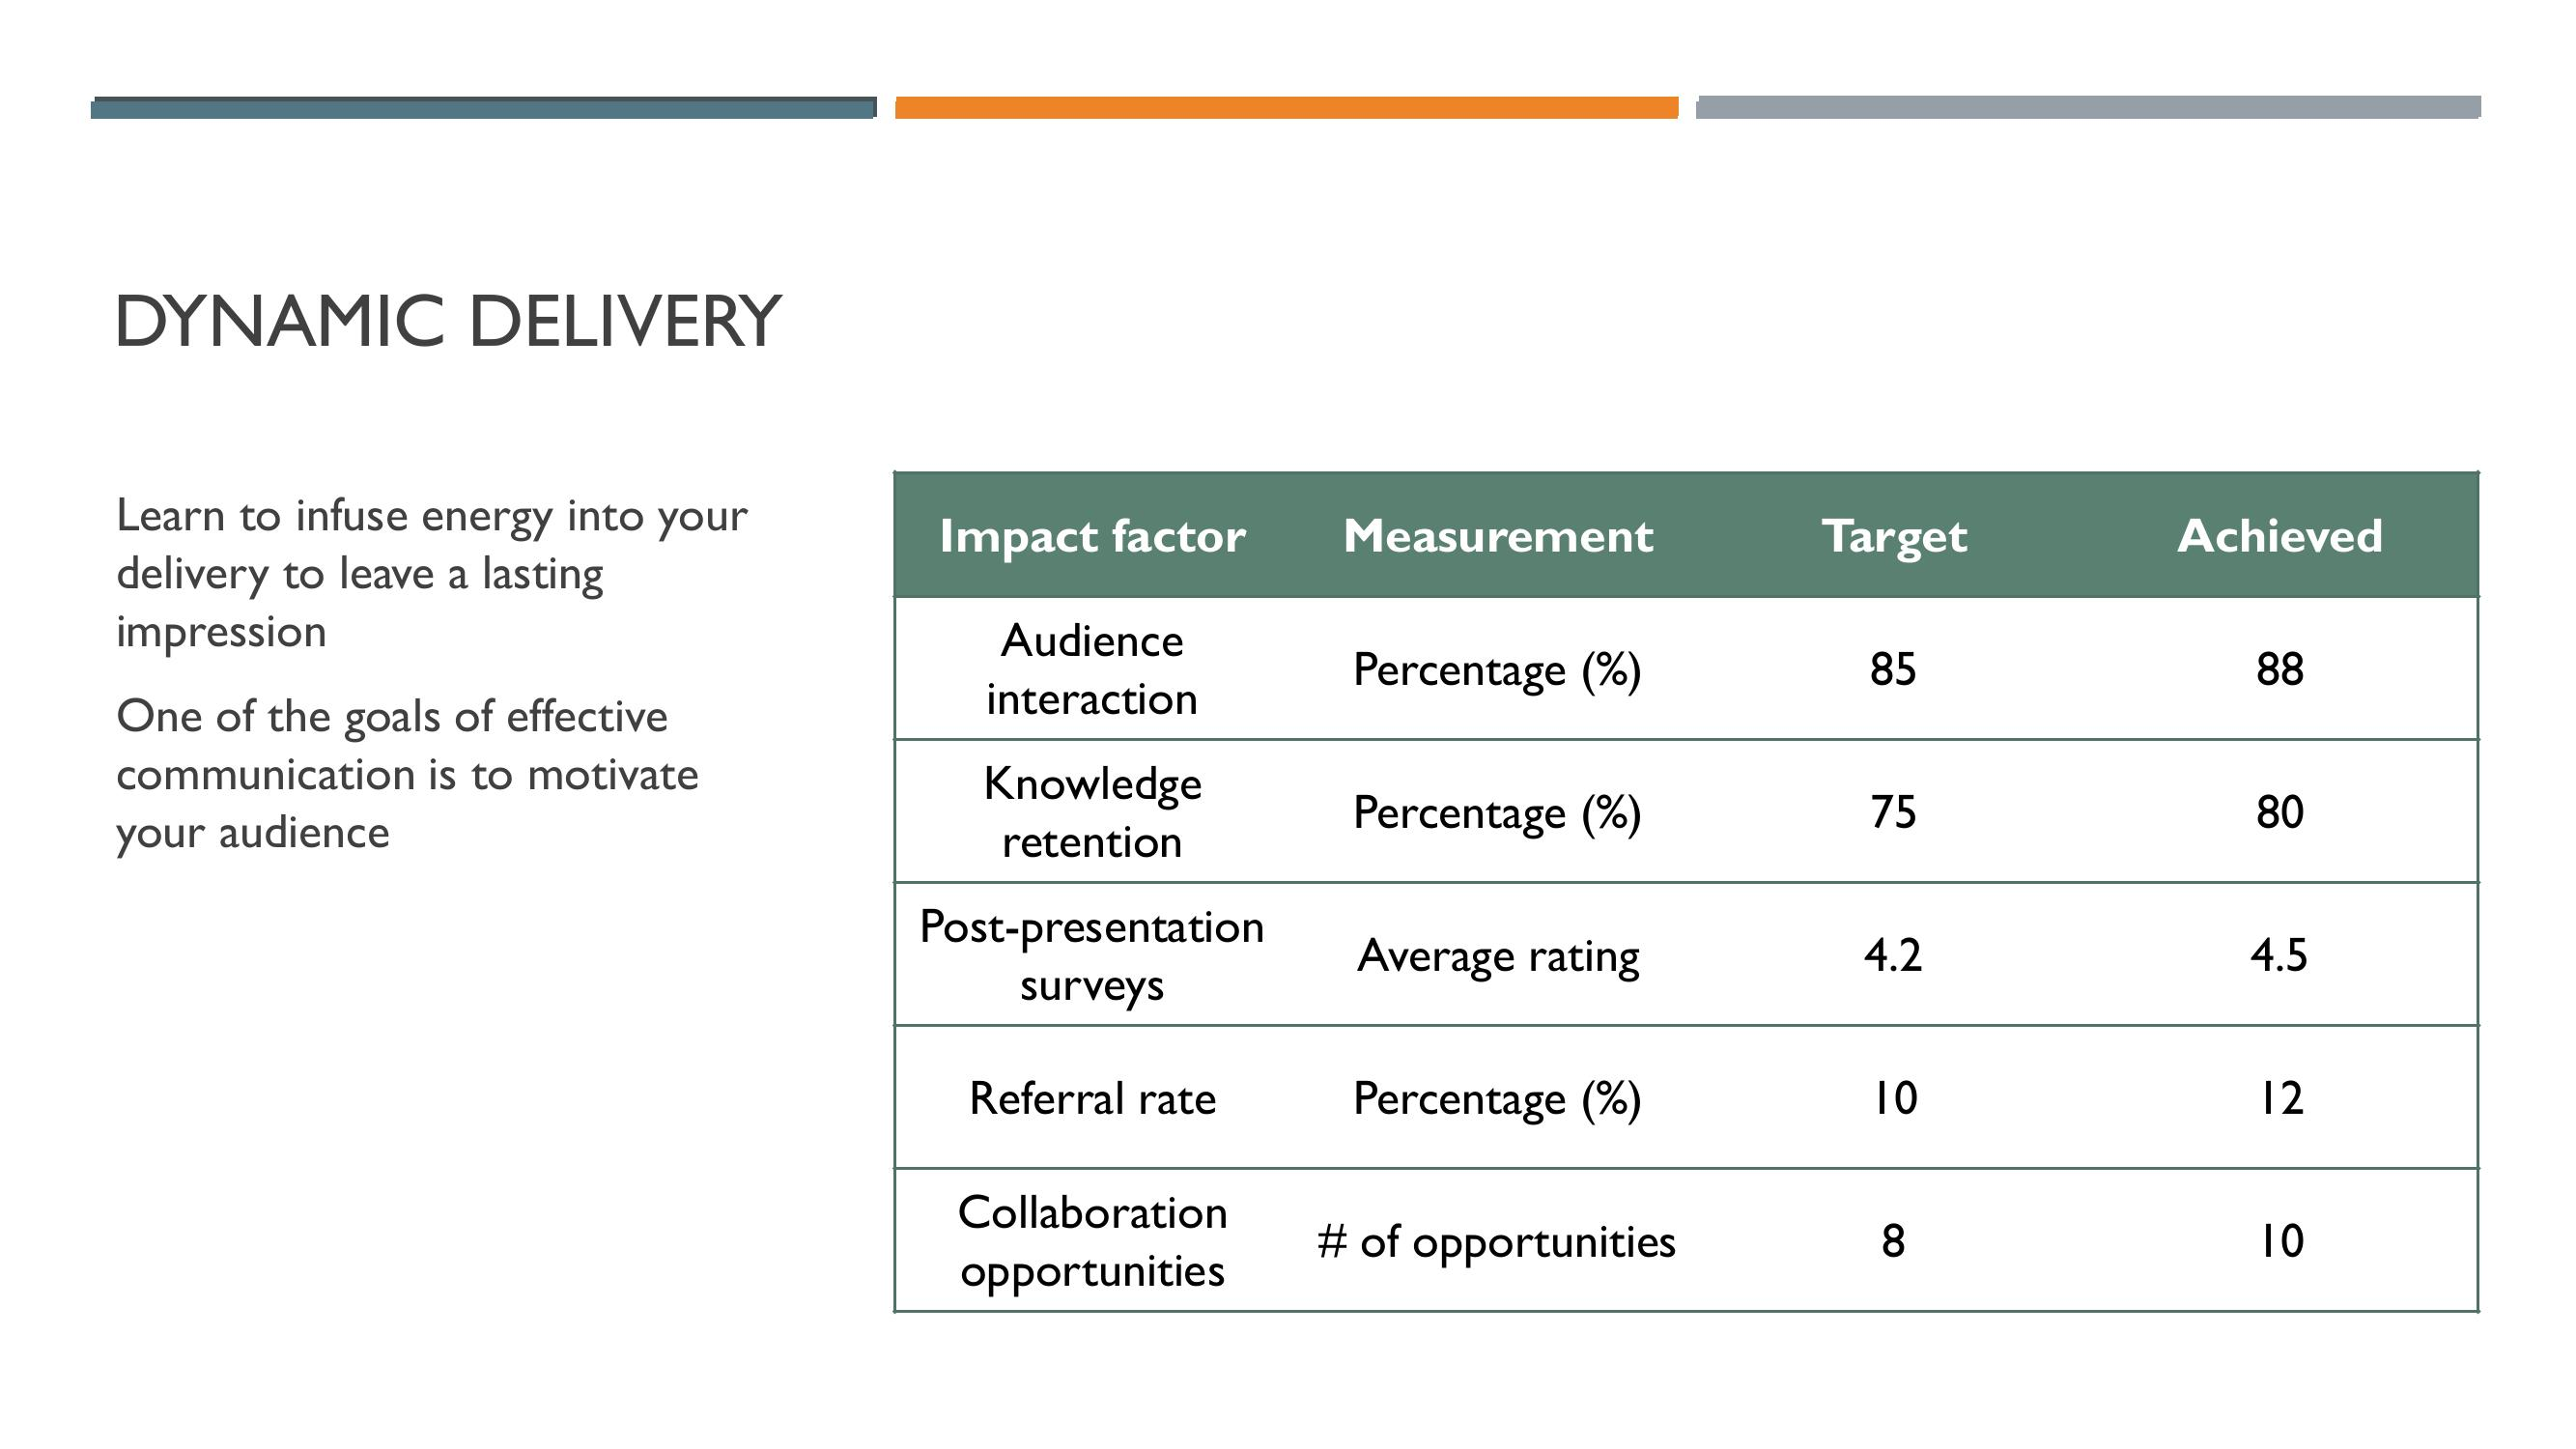 DYNAMIC DELIVERY
Learn to infuse energy into your
delivery to leave a lasting
impression
One of the goals of effective
communication is to motivate
your audience
Impact factor Measurement Target Achieved
Audience
interaction
Percentage (%) 85 88
Knowledge
retention
Percentage (%) 75 80
Post-presentation
surveys
Average rating 4.2 4.5
Referral rate Percentage (%) 10 12
Collaboration
opportunities
# of opportunities 8 10